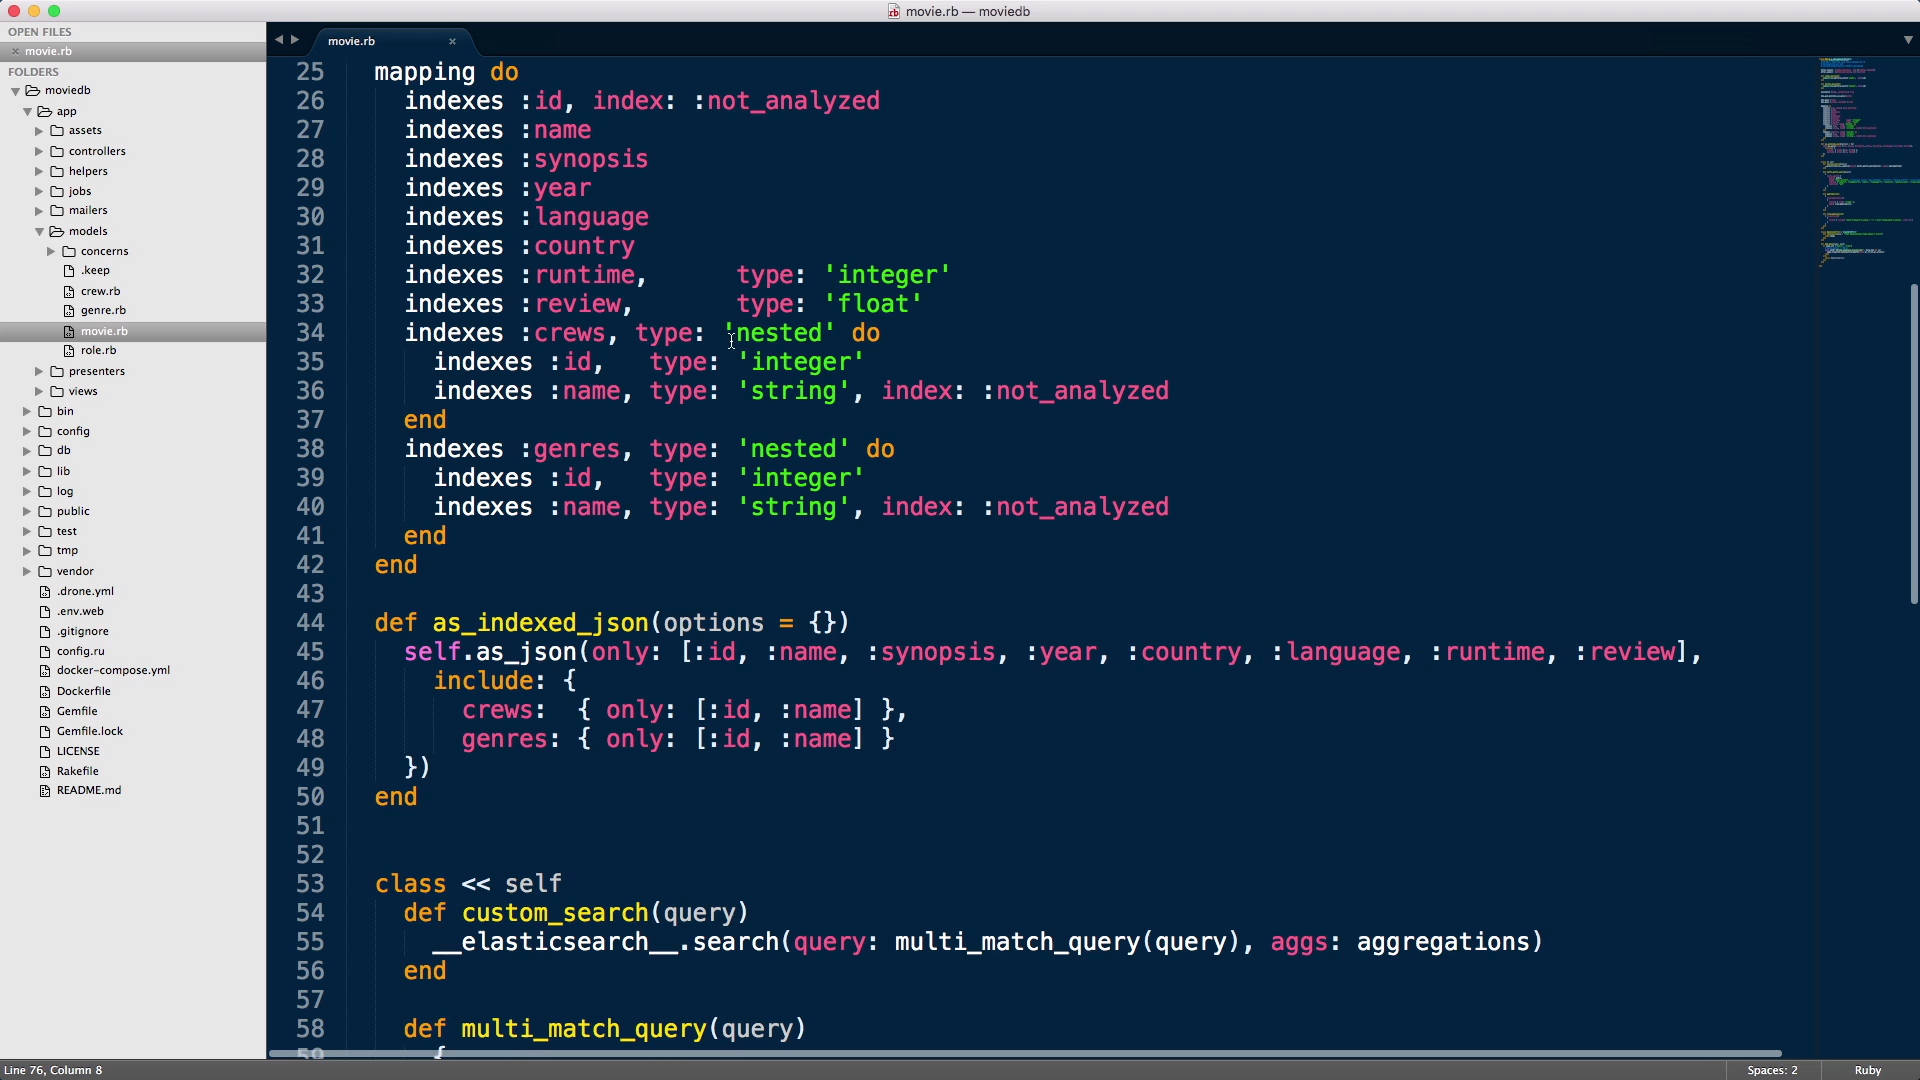 movie.rb — moviedb
OPEN FILES
× movie.rb
FOLDERS
moviedb
app
assets
controllers
helpers
jobs
mailers
models
concerns
.keep
crew.rb
genre.rb
movie.rb
role.rb
presenters
views
bin
config
db
lib
log
public
test
tmp
vendor
.drone.yml
.env.web
.gitignore
config.ru
docker-compose.yml
Dockerfile
Gemfile
Gemfile.lock
LICENSE
Rakefile
README.md
movie.rb ×
25 mapping do
26 indexes :id, index: :not_analyzed
27 indexes :name
28 indexes :synopsis
29 indexes :year
30 indexes :language
31 indexes :country
32 indexes :runtime, type: 'integer'
33 indexes :review, type: 'float'
34 indexes :crews, type: 'nested' do
35 indexes :id, type: 'integer'
36 indexes :name, type: 'string', index: :not_analyzed
37 end
38 indexes :genres, type: 'nested' do
39 indexes :id, type: 'integer'
40 indexes :name, type: 'string', index: :not_analyzed
41 end
42 end
43
44 def as_indexed_json(options = {})
45 self.as_json(only: [:id, :name, :synopsis, :year, :country, :language, :runtime, :review],
46 include: {
47 crews: { only: [:id, :name] },
48 genres: { only: [:id, :name] }
49 })
50 end
51
52
53 class << self
54 def custom_search(query)
55 __elasticsearch__.search(query: multi_match_query(query), aggs: aggregations)
56 end
57
58 def multi_match_query(query)
59 {
Line 76, Column 8
Spaces: 2
Ruby